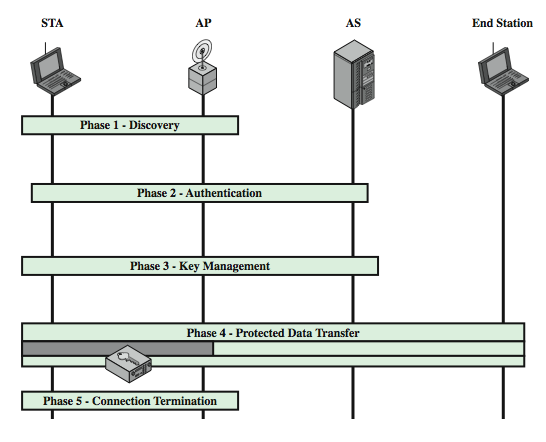 STA AP AS End Station
Phase 1 - Discovery
Phase 2 - Authentication
Phase 3 - Key Management
Phase 4 - Protected Data Transfer
Phase 5 - Connection Termination